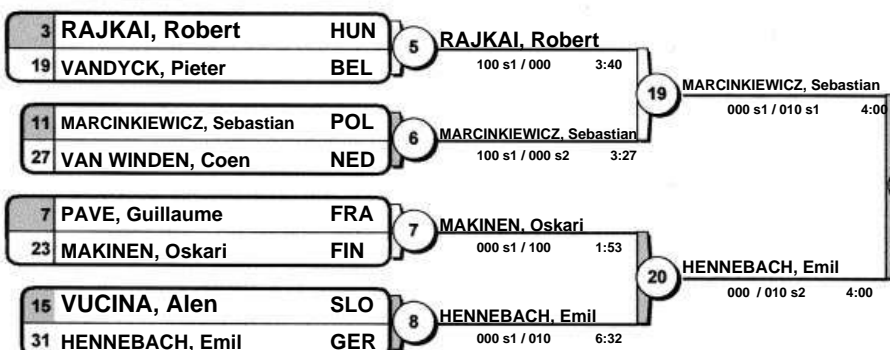 3 RAJKAI, Robert HUN
19 VANDYCK, Pieter BEL
5
RAJKAI, Robert
100 s1 / 000 3:40
11 MARCINKIEWICZ, Sebastian POL
27 VAN WINDEN, Coen NED
6
MARCINKIEWICZ, Sebastian
100 s1 / 000 s2 3:27
19
MARCINKIEWICZ, Sebastian
000 s1 / 010 s1 4:00
7 PAVE, Guillaume FRA
23 MAKINEN, Oskari FIN
7
MAKINEN, Oskari
000 s1 / 100 1:53
15 VUCINA, Alen SLO
31 HENNEBACH, Emil GER
8
HENNEBACH, Emil
000 s1 / 010 6:32
20
HENNEBACH, Emil
000 / 010 s2 4:00